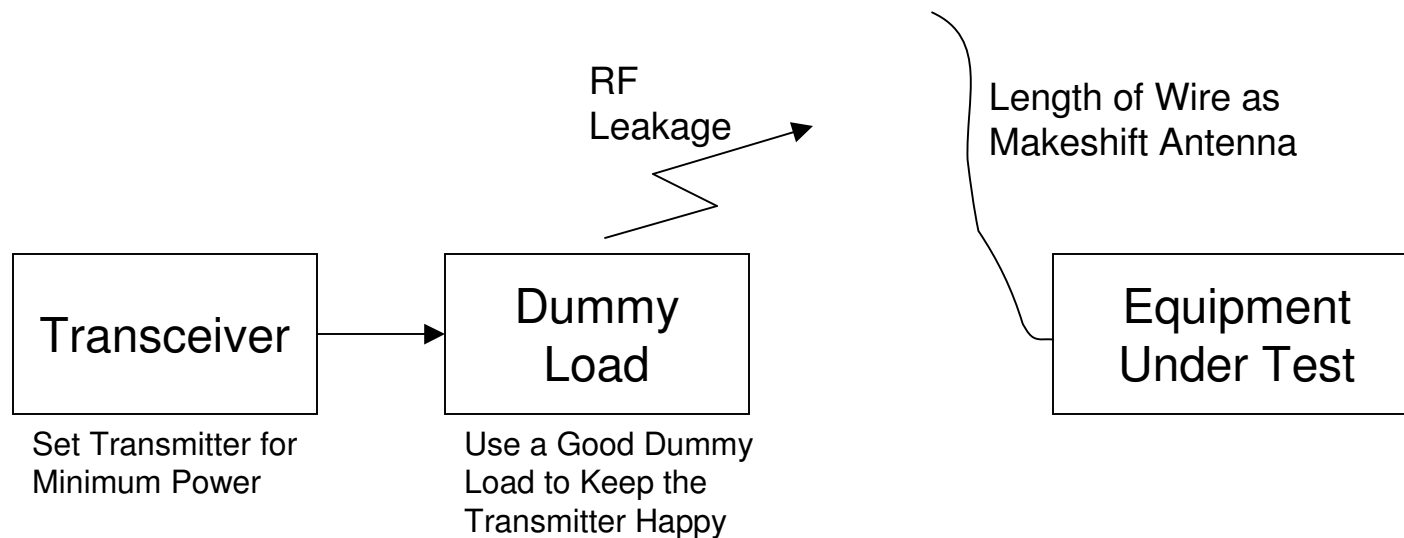 RF
Leakage
Length of Wire as
Makeshift Antenna
Transceiver
Dummy
Load
Equipment
Under Test
Set Transmitter for
Minimum Power
Use a Good Dummy
Load to Keep the
Transmitter Happy